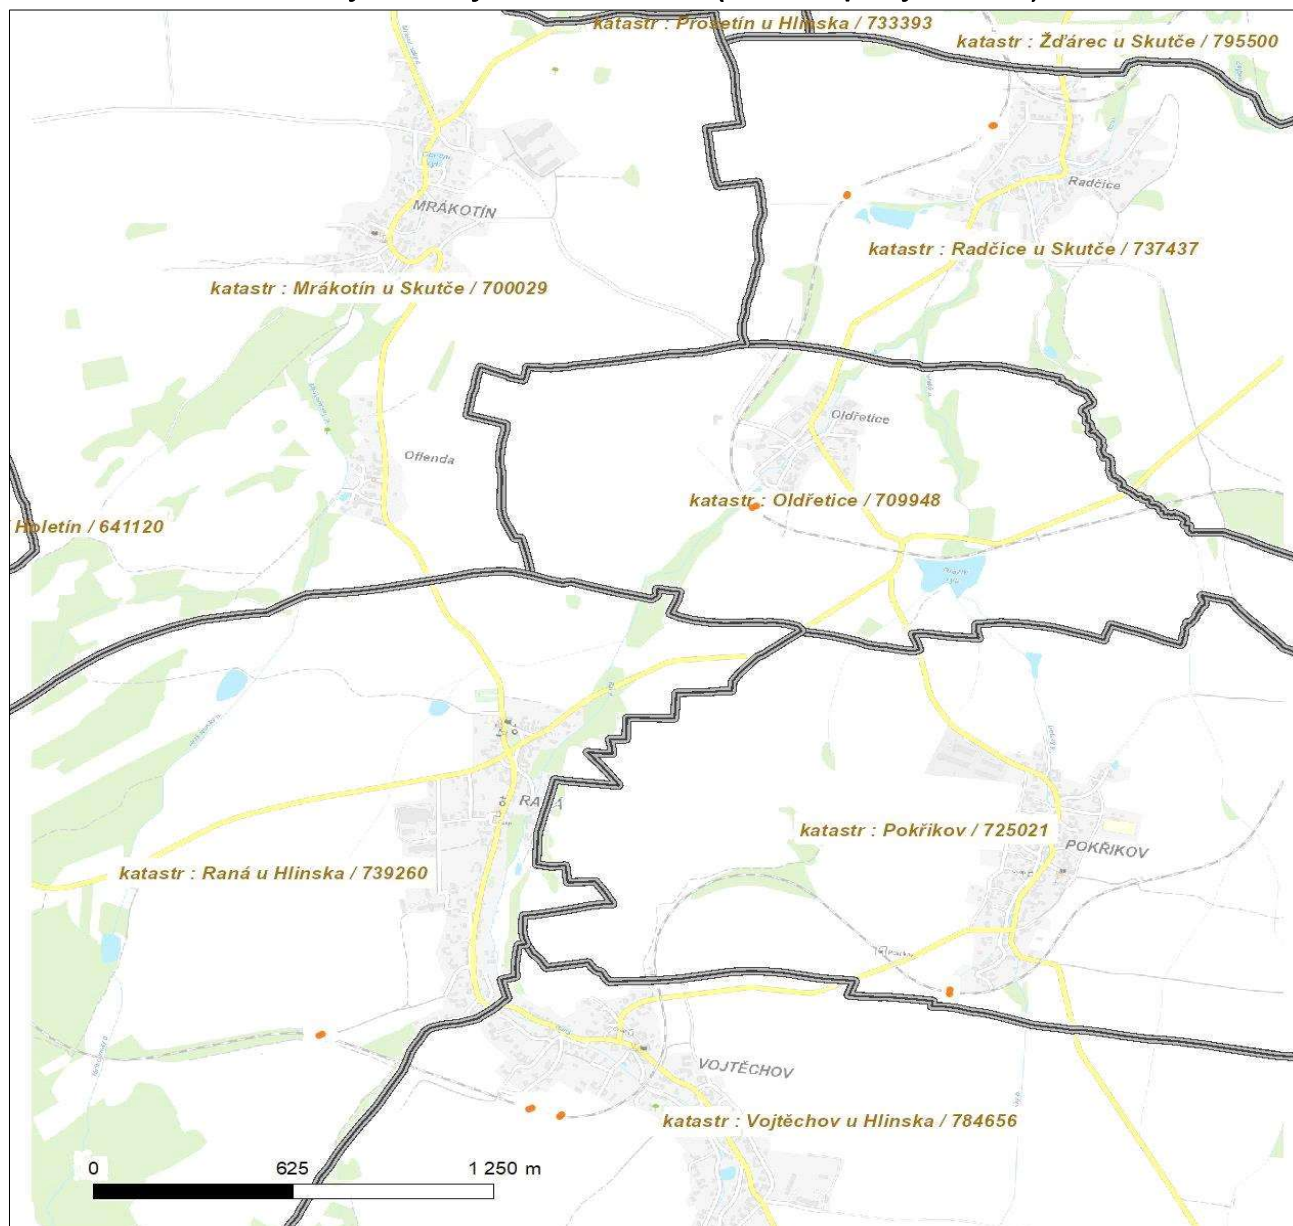 katastr : Prosetín u Hlinska / 733393
katastr : Žďárec u Skutče / 795500
Radčice
MRÁKOTÍN
katastr : Radčice u Skutče / 737437
katastr : Mrákotín u Skutče / 700029
Oldřetice
Oflenda
katastr : Oldřetice / 709948
Holetín / 641120
RANÁ
katastr : Pokřikov / 725021
POKŘIKOV
katastr : Raná u Hlinska / 739260
VOJTĚCHOV
katastr : Vojtěchov u Hlinska / 784656
0 625 1 250 m